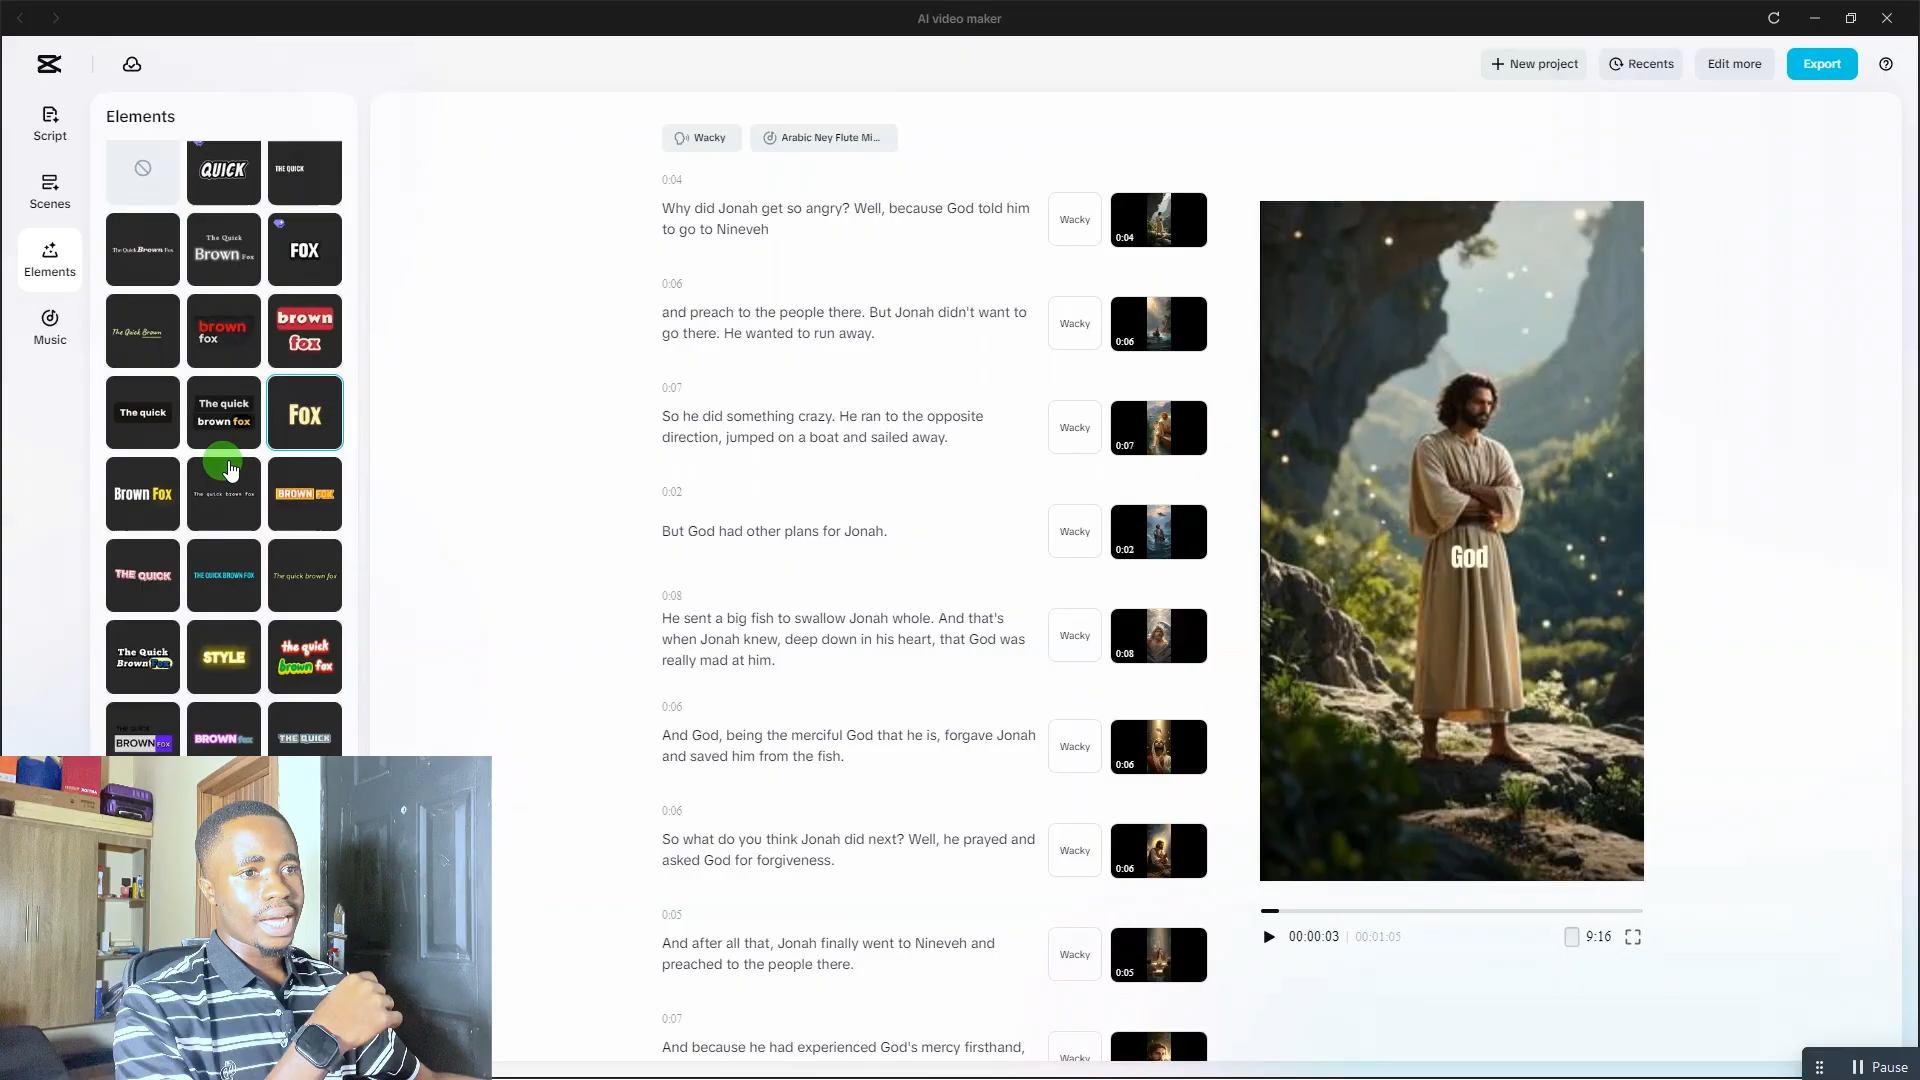 AI video maker
New project
Recents
Edit more
Export
Script
Scenes
Elements
Music
Elements
QUICK
THE QUICK
The Quick Brown Fox
The Quick
Brown Fox
FOX
The Quick Brown
brown
fox
brown
fox
The quick
The quick
brown fox
Fox
Brown Fox
The quick brown fox
BROWN FOX
THE QUICK
THE QUICK BROWN FOX
The quick brown fox
The Quick
Brown Fox
STYLE
the quick
brown fox
THE QUICK
BROWN FOX
BROWN fox
THE QUICK
Wacky
Arabic Ney Flute Mi...
0:04
Why did Jonah get so angry? Well, because God told him
to go to Nineveh
Wacky
0:04
0:06
and preach to the people there. But Jonah didn't want to
go there. He wanted to run away.
Wacky
0:06
0:07
So he did something crazy. He ran to the opposite
direction, jumped on a boat and sailed away.
Wacky
0:07
0:02
But God had other plans for Jonah.
Wacky
0:02
0:08
He sent a big fish to swallow Jonah whole. And that's
when Jonah knew, deep down in his heart, that God was
really mad at him.
Wacky
0:08
0:06
And God, being the merciful God that he is, forgave Jonah
and saved him from the fish.
Wacky
0:06
0:06
So what do you think Jonah did next? Well, he prayed and
asked God for forgiveness.
Wacky
0:06
0:05
And after all that, Jonah finally went to Nineveh and
preached to the people there.
Wacky
0:05
0:07
And because he had experienced God's mercy firsthand,
Wacky
God
00:00:03
00:01:05
9:16
Pause